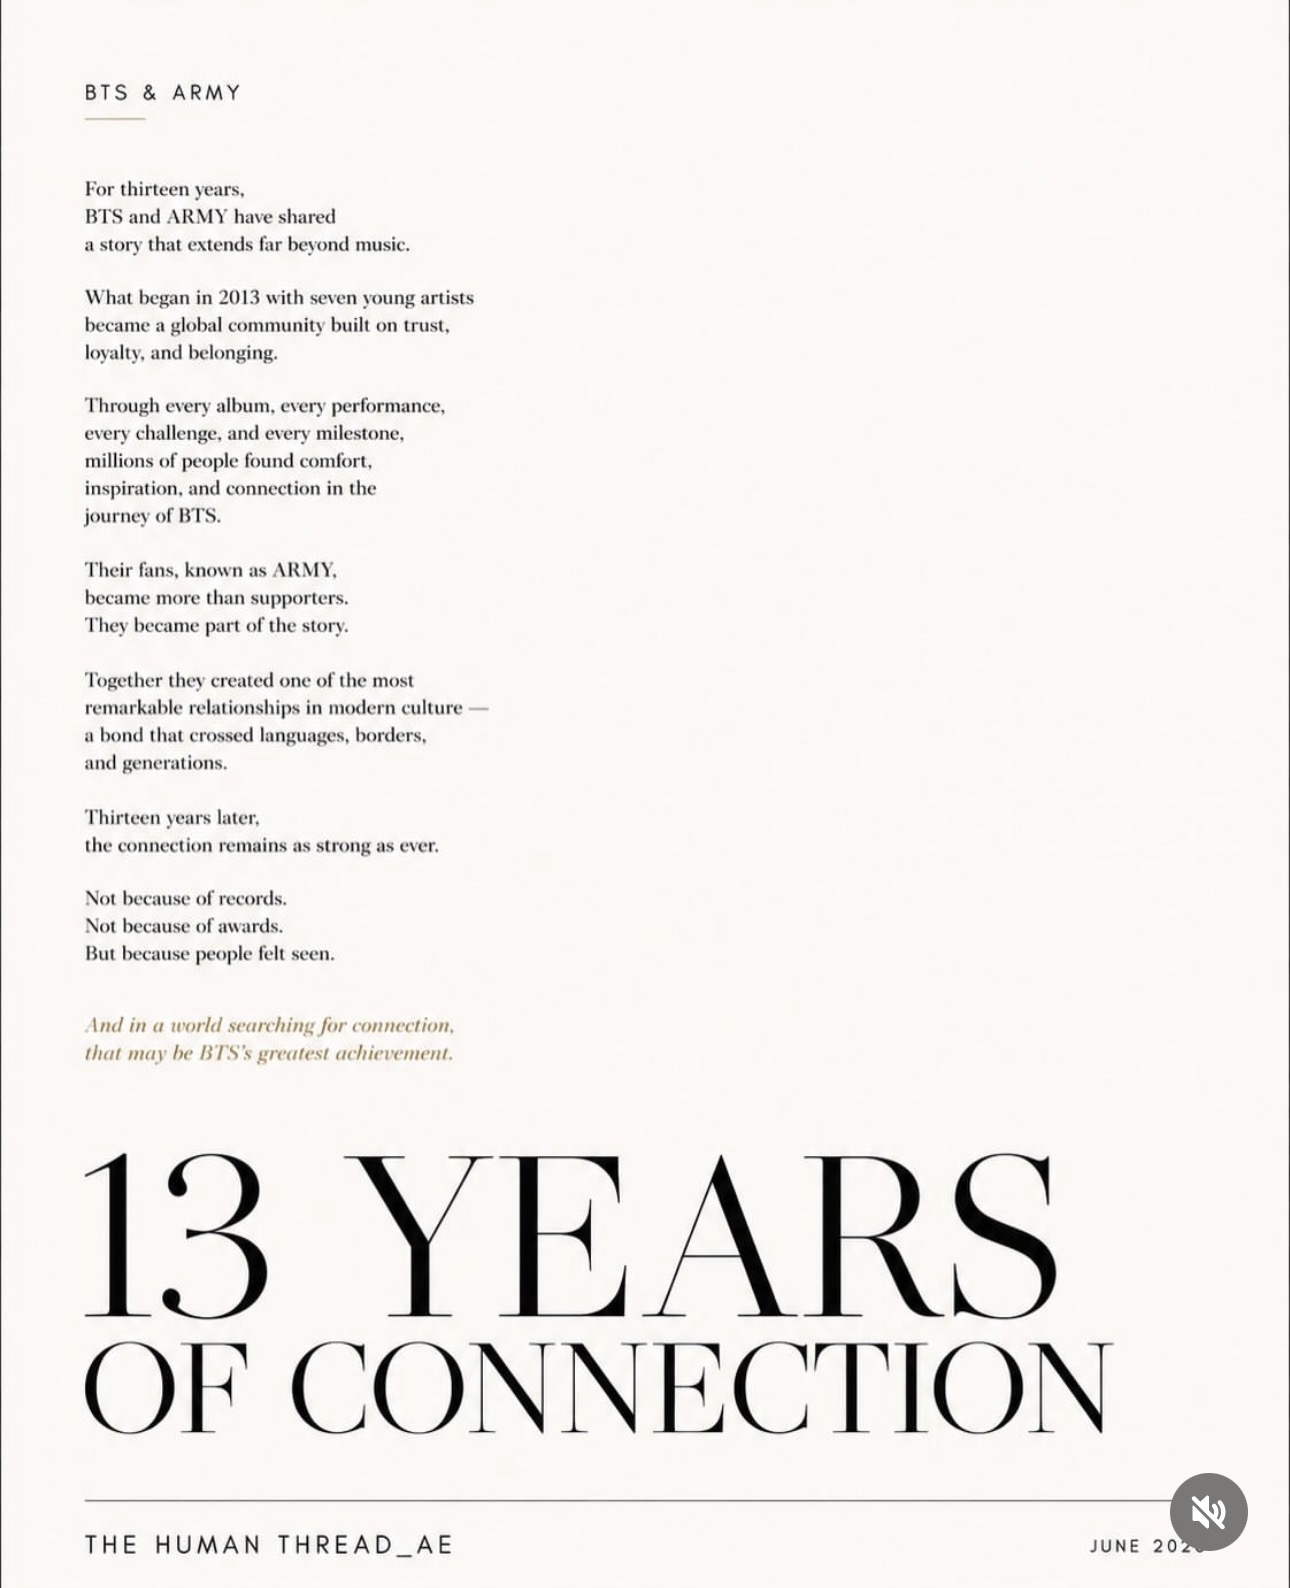 BTS & ARMY
For thirteen years,
BTS and ARMY have shared
a story that extends far beyond music.
What began in 2013 with seven young artists
became a global community built on trust,
loyalty, and belonging.
Through every album, every performance,
every challenge, and every milestone,
millions of people found comfort,
inspiration, and connection in the
journey of BTS.
Their fans, known as ARMY,
became more than supporters.
They became part of the story.
Together they created one of the most
remarkable relationships in modern culture —
a bond that crossed languages, borders,
and generations.
Thirteen years later,
the connection remains as strong as ever.
Not because of records.
Not because of awards.
But because people felt seen.
And in a world searching for connection,
that may be BTS’s greatest achievement.
13 YEARS
OF CONNECTION
THE HUMAN THREAD_AE
JUNE